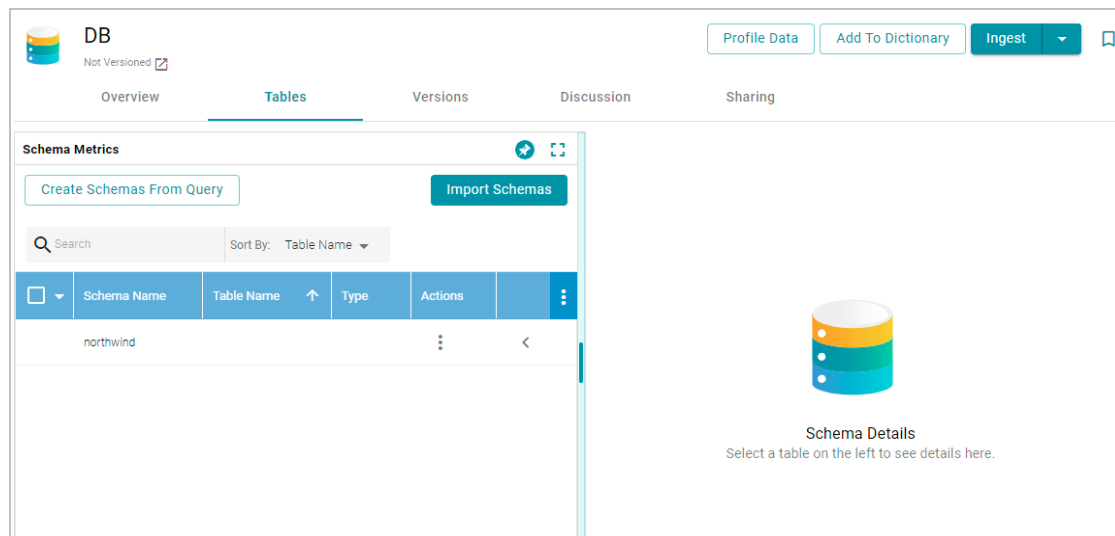 DB
Not Versioned
Profile Data
Add To Dictionary
Ingest
Overview
Tables
Versions
Discussion
Sharing
Schema Metrics
Create Schemas From Query
Import Schemas
Search
Sort By: Table Name
Schema Name
Table Name
Type
Actions
northwind
Schema Details
Select a table on the left to see details here.